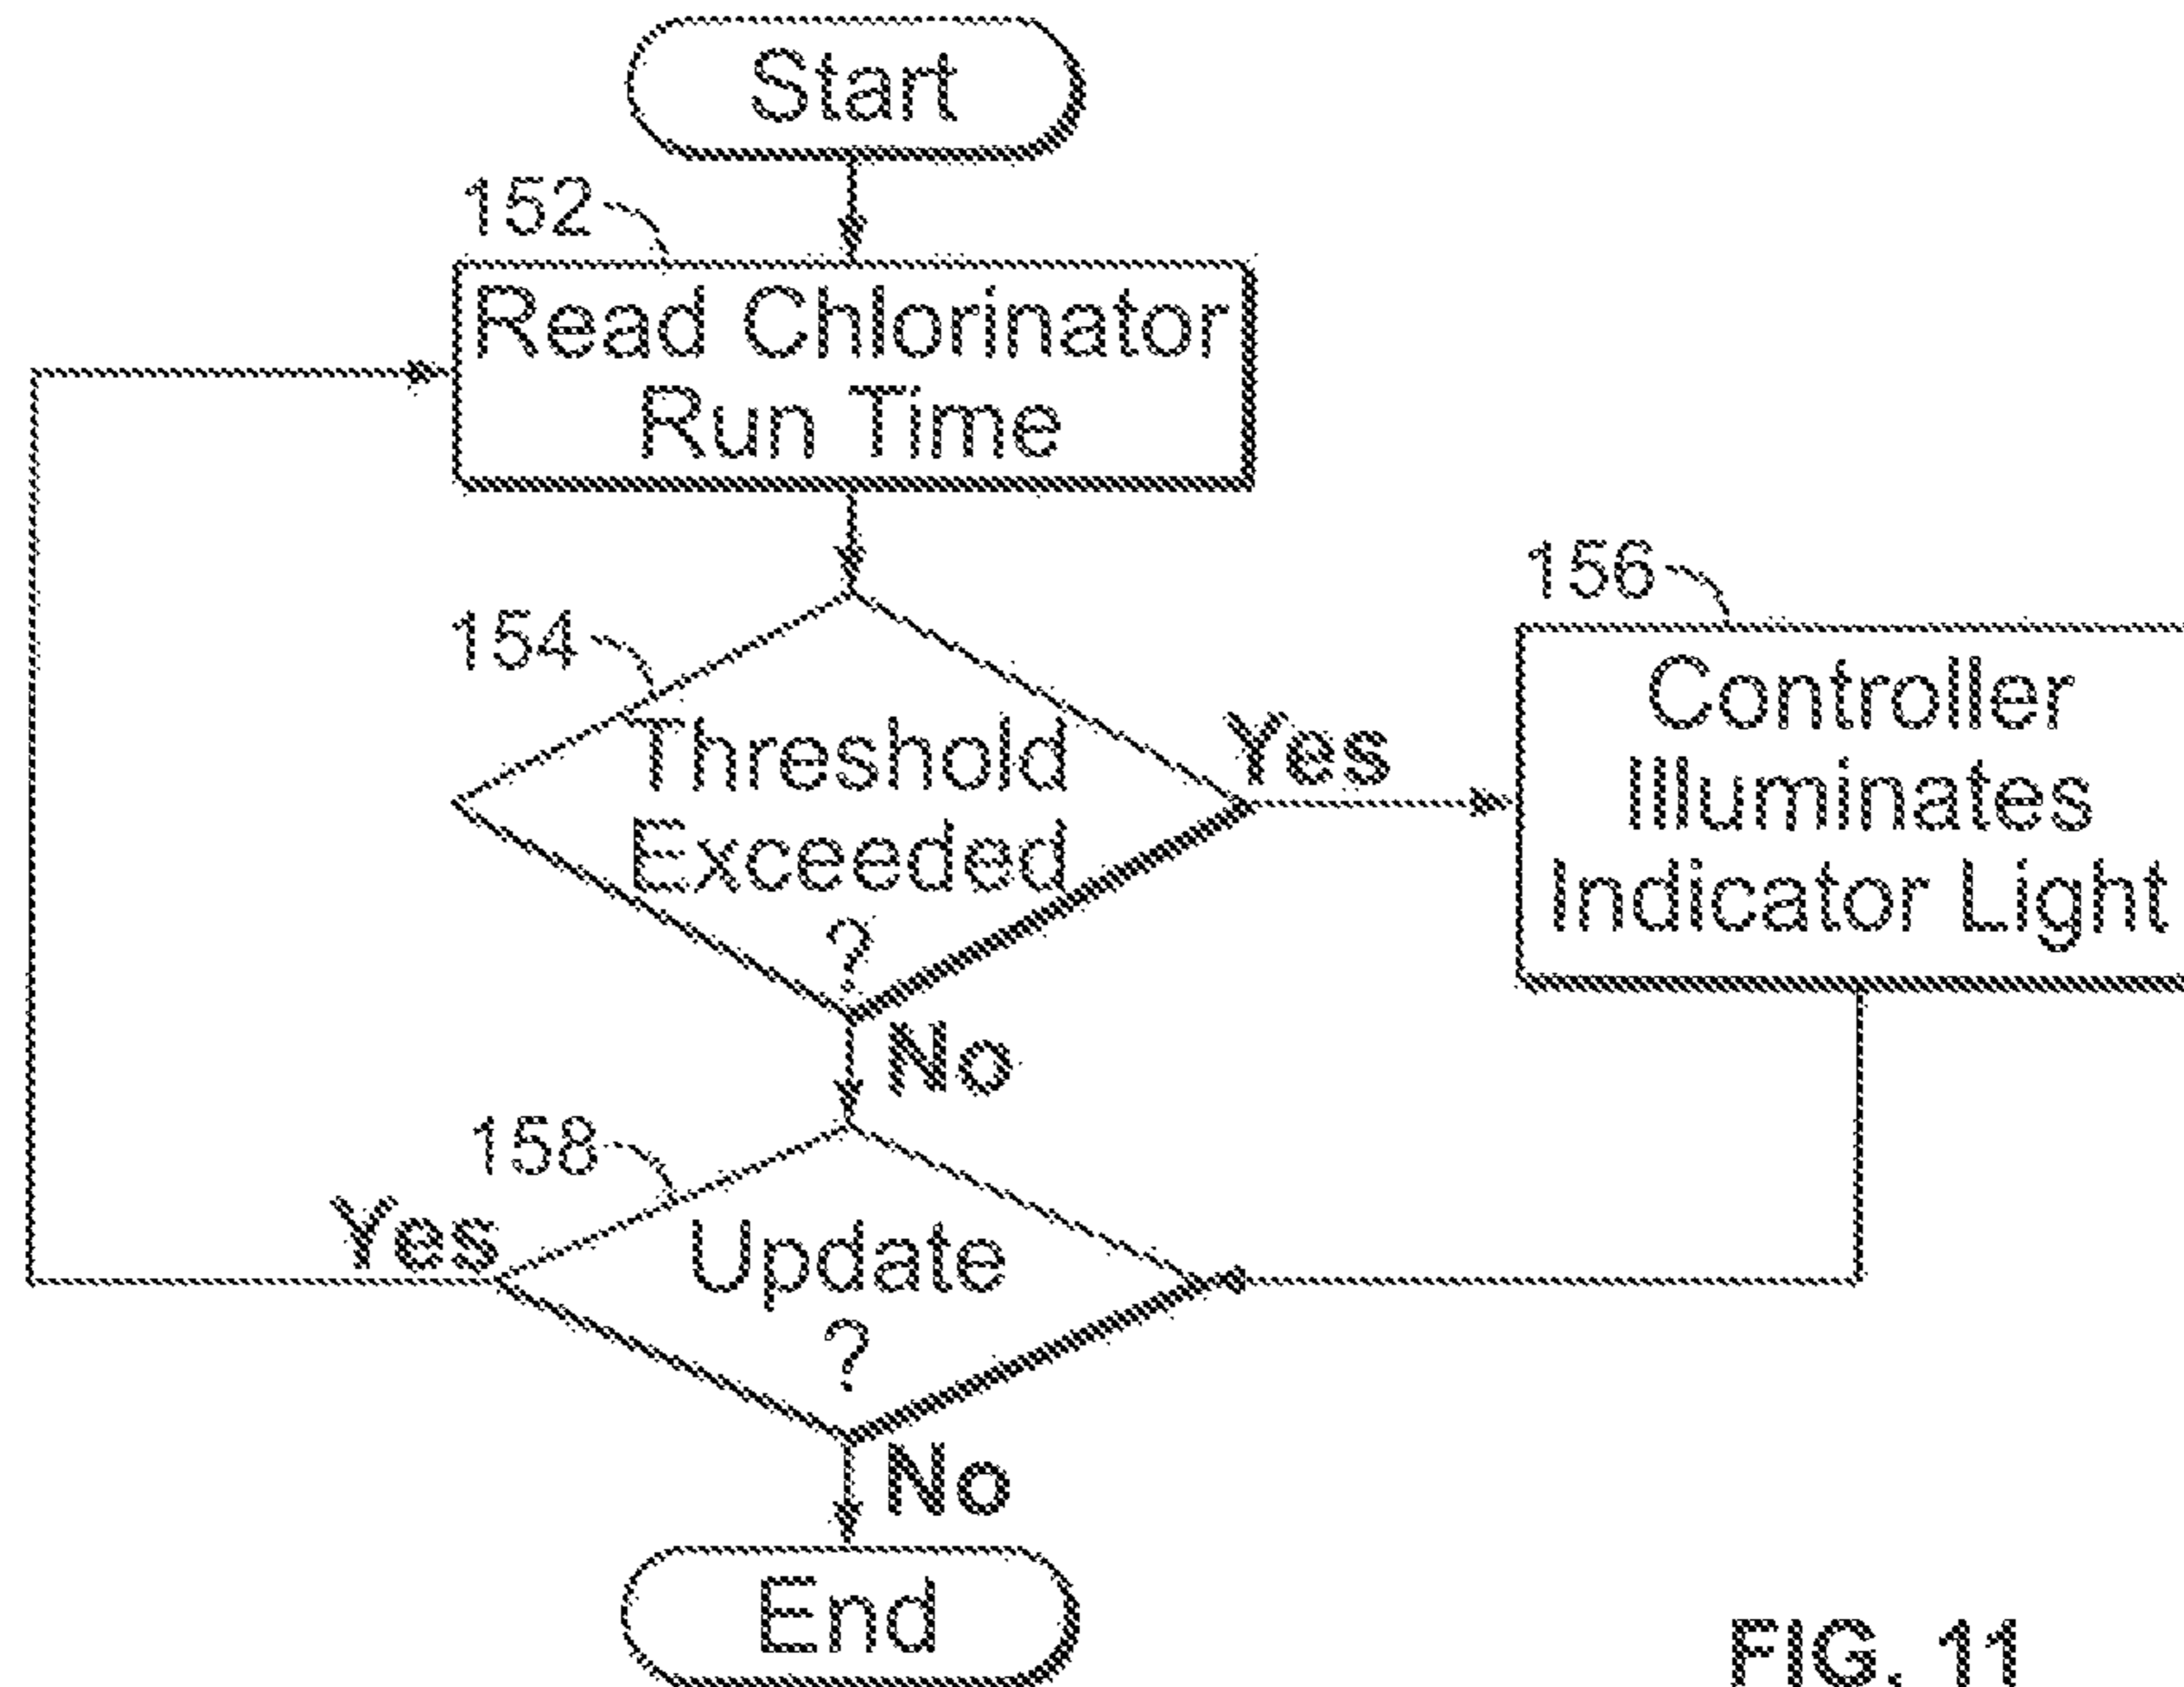 Start
152
Read Chlorinator
Run Time
154
Threshold
Exceeded
?
Yes
156
Controller
Illuminates
Indicator Light
No
158
Update
?
Yes
No
End
FIG. 11